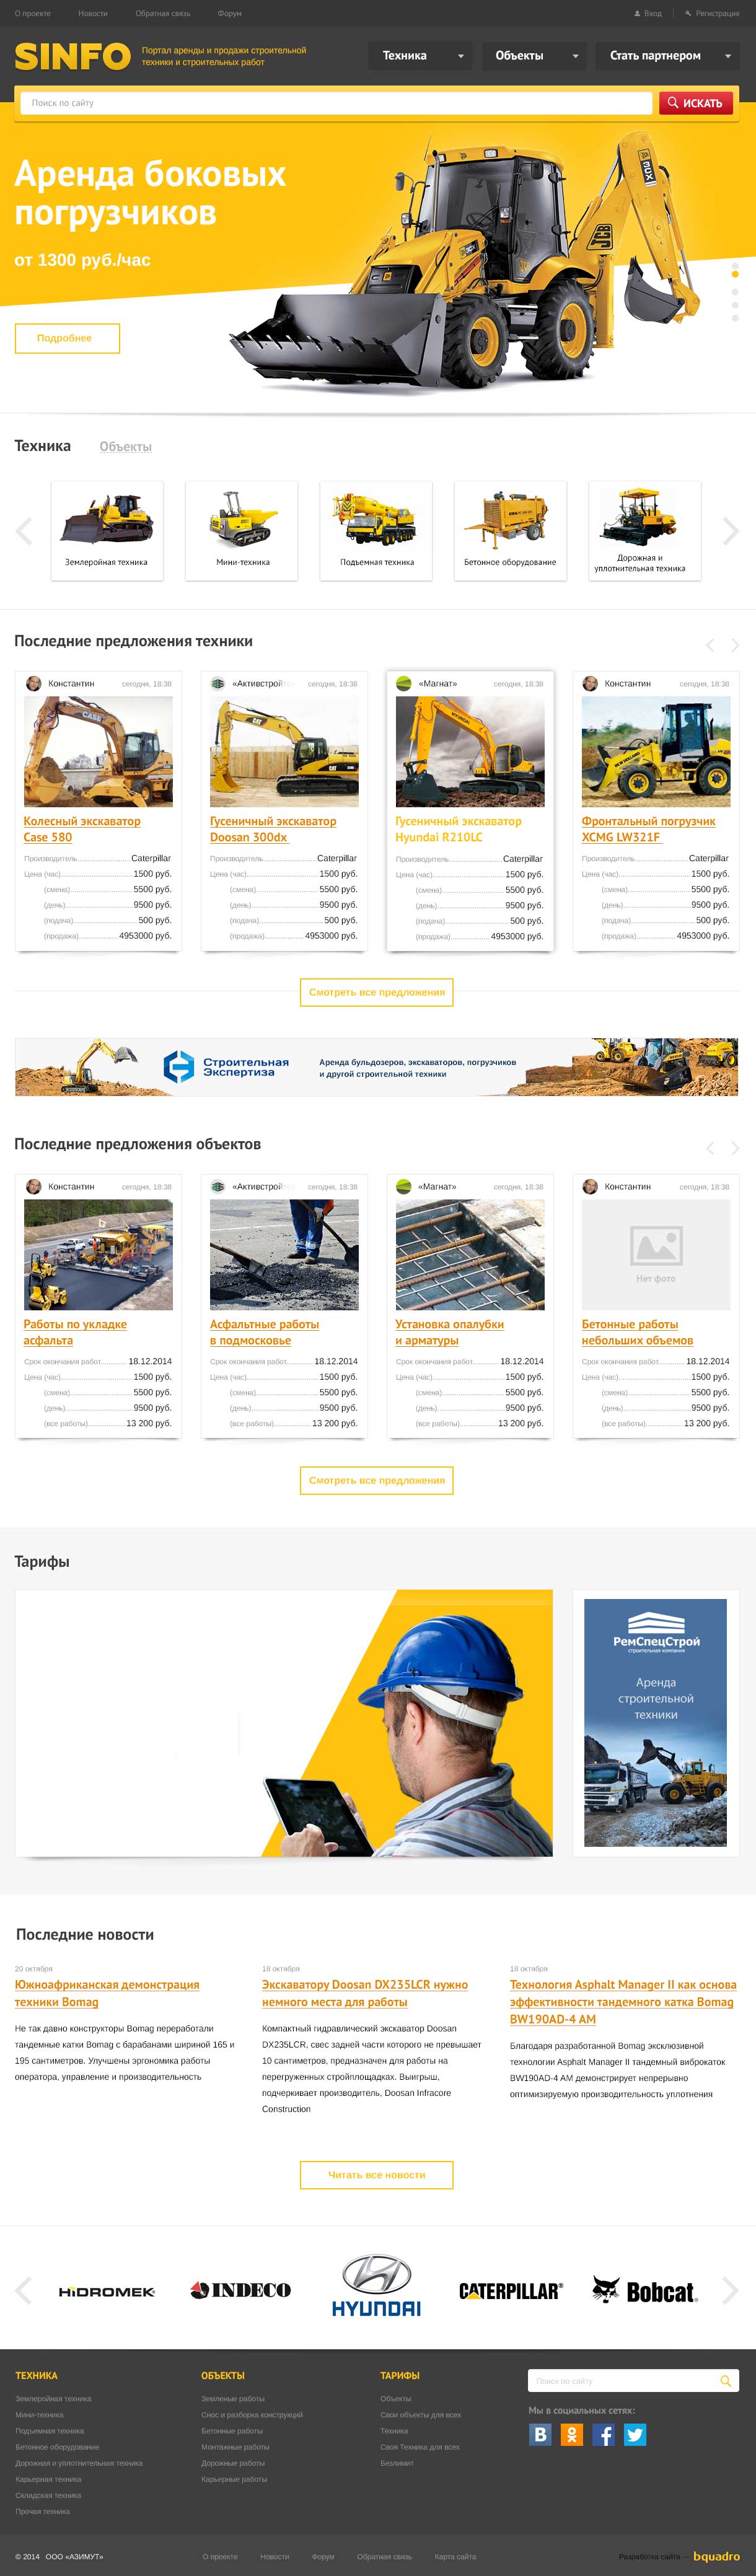 О проекте Новости Обратная связь Форум Вход Регистрация
SINFO
Портал аренды и продажи строительной
техники и строительных работ
Техника Объекты Стать партнером
Поиск по сайту ИСКАТЬ
Аренда боковых
погрузчиков
от 1300 руб./час
Подробнее
JCB
3CX
Техника Объекты
Землеройная техника
Мини-техника
Подъемная техника
Бетонное оборудование
Дорожная и
уплотнительная техника
Последние предложения техники
Константин сегодня, 18:38
Колесный экскаватор
Case 580
Производитель Caterpillar
Цена (час) 1500 руб.
(смена) 5500 руб.
(день) 9500 руб.
(подача) 500 руб.
(продажа) 4953000 руб.
«Активстрой сегодня, 18:38
Гусеничный экскаватор
Doosan 300dx
Производитель Caterpillar
Цена (час) 1500 руб.
(смена) 5500 руб.
(день) 9500 руб.
(подача) 500 руб.
(продажа) 4953000 руб.
«Магнат» сегодня, 18:38
Гусеничный экскаватор
Hyundai R210LC
Производитель Caterpillar
Цена (час) 1500 руб.
(смена) 5500 руб.
(день) 9500 руб.
(подача) 500 руб.
(продажа) 4953000 руб.
Константин сегодня, 18:38
Фронтальный погрузчик
XCMG LW321F
Производитель Caterpillar
Цена (час) 1500 руб.
(смена) 5500 руб.
(день) 9500 руб.
(подача) 500 руб.
(продажа) 4953000 руб.
Смотреть все предложения
Строительная
Экспертиза
Аренда бульдозеров, экскаваторов, погрузчиков
и другой строительной техники
Последние предложения объектов
Константин сегодня, 18:38
Работы по укладке
асфальта
Срок окончания работ 18.12.2014
Цена (час) 1500 руб.
(смена) 5500 руб.
(день) 9500 руб.
(все работы) 13 200 руб.
«Активстрой сегодня, 18:38
Асфальтные работы
в подмосковье
Срок окончания работ 18.12.2014
Цена (час) 1500 руб.
(смена) 5500 руб.
(день) 9500 руб.
(все работы) 13 200 руб.
«Магнат» сегодня, 18:38
Установка опалубки
и арматуры
Срок окончания работ 18.12.2014
Цена (час) 1500 руб.
(смена) 5500 руб.
(день) 9500 руб.
(все работы) 13 200 руб.
Константин сегодня, 18:38
Нет фото
Бетонные работы
небольших объемов
Срок окончания работ 18.12.2014
Цена (час) 1500 руб.
(смена) 5500 руб.
(день) 9500 руб.
(все работы) 13 200 руб.
Смотреть все предложения
Тарифы
РемСпецСтрой
строительная компания
Аренда
строительной
техники
Последние новости
20 октября
Южноафриканская демонстрация
техники Bomag
Не так давно конструкторы Bomag переработали
тандемные катки Bomag с барабанами шириной 165 и
195 сантиметров. Улучшены эргономика работы
оператора, управление и производительность
18 октября
Экскаватору Doosan DX235LCR нужно
немного места для работы
Компактный гидравлический экскаватор Doosan
DX235LCR, свес задней части которого не превышает
10 сантиметров, предназначен для работы на
перегруженных стройплощадках. Выигрыш,
подчеркивает производитель, Doosan Infracore
Construction
18 октября
Технология Asphalt Manager II как основа
эффективности тандемного катка Bomag
BW190AD-4 AM
Благодаря разработанной Bomag эксклюзивной
технологии Asphalt Manager II тандемный виброкаток
BW190AD-4 AM демонстрирует непрерывно
оптимизируемую производительность уплотнения
Читать все новости
HIDROMEK
INDECO
HYUNDAI
CATERPILLAR®
Bobcat®
ТЕХНИКА
Землеройная техника
Мини-техника
Подъемная техника
Бетонное оборудование
Дорожная и уплотнительная техника
Карьерная техника
Складская техника
Прочая техника
ОБЪЕКТЫ
Земленые работы
Снос и разборка конструкций
Бетонные работы
Монтажные работы
Дорожные работы
Карьерные работы
ТАРИФЫ
Объекты
Свои объекты для всех
Техника
Своя Техника для всех
Безлимит
Поиск по сайту
Мы в социальных сетях:
© 2014 ООО «АЗИМУТ»
О проекте Новости Форум Обратная связь Карта сайта
Разработка сайта — bquadro